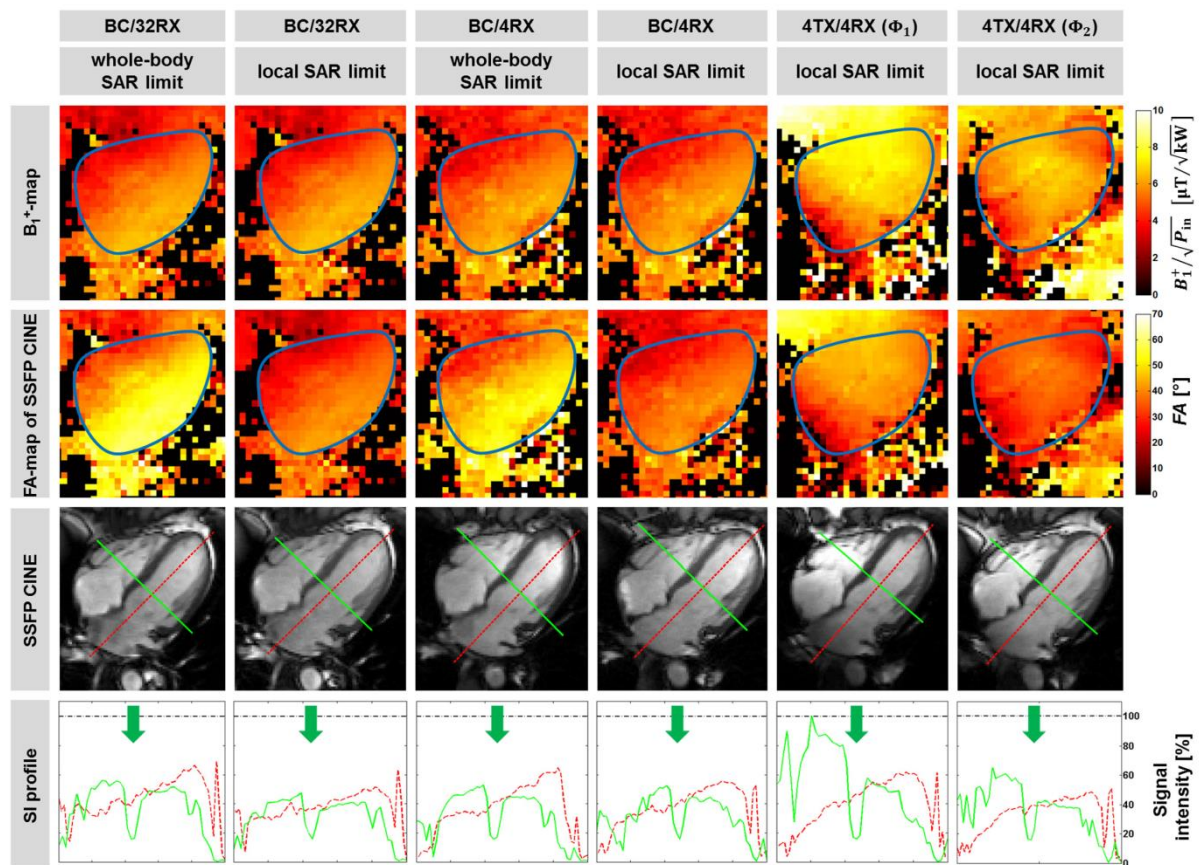 BC/32RX BC/32RX BC/4RX BC/4RX 4TX/4RX (Φ₁) 4TX/4RX (Φ₂)
whole-body SAR limit local SAR limit whole-body SAR limit local SAR limit local SAR limit local SAR limit
B₁⁺-map
10
8
6
4
2
0
B₁⁺/√P_in [µT/√kW]
FA-map of SSFP CINE
70
60
50
40
30
20
10
0
FA [°]
SSFP CINE
SI profile
100
80
60
40
20
0
Signal
intensity [%]